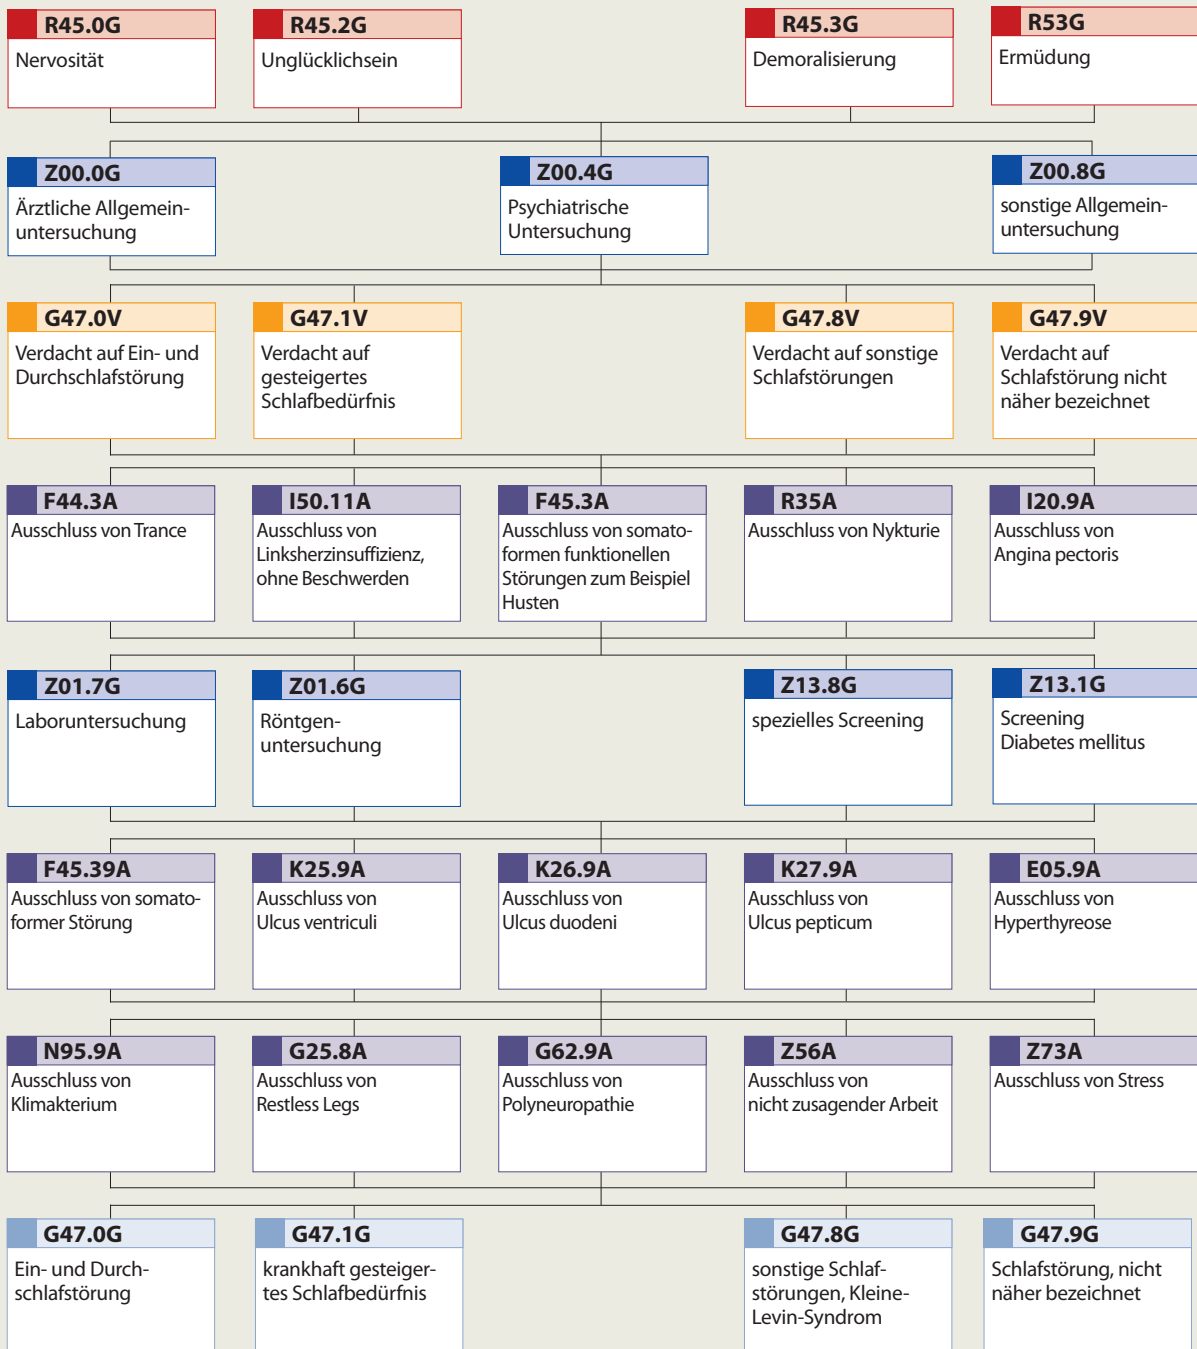 R45.0G
Nervosität
R45.2G
Unglücklichsein
R45.3G
Demoralisierung
R53G
Ermüdung
Z00.0G
Ärztliche Allgemein-
untersuchung
Z00.4G
Psychiatrische
Untersuchung
Z00.8G
sonstige Allgemein-
untersuchung
G47.0V
Verdacht auf Ein- und
Durchschlafstörung
G47.1V
Verdacht auf
gesteigertes
Schlafbedürfnis
G47.8V
Verdacht auf sonstige
Schlafstörungen
G47.9V
Verdacht auf
Schlafstörung nicht
näher bezeichnet
F44.3A
Ausschluss von Trance
I50.11A
Ausschluss von
Linksherzinsuffizienz,
ohne Beschwerden
F45.3A
Ausschluss von somato-
formen funktionellen
Störungen zum Beispiel
Husten
R35A
Ausschluss von Nykturie
I20.9A
Ausschluss von
Angina pectoris
Z01.7G
Laboruntersuchung
Z01.6G
Röntgen-
untersuchung
Z13.8G
spezielles Screening
Z13.1G
Screening
Diabetes mellitus
F45.39A
Ausschluss von somato-
former Störung
K25.9A
Ausschluss von
Ulcus ventriculi
K26.9A
Ausschluss von
Ulcus duodeni
K27.9A
Ausschluss von
Ulcus pepticum
E05.9A
Ausschluss von
Hyperthyreose
N95.9A
Ausschluss von
Klimakterium
G25.8A
Ausschluss von
Restless Legs
G62.9A
Ausschluss von
Polyneuropathie
Z56A
Ausschluss von
nicht zusagender Arbeit
Z73A
Ausschluss von Stress
G47.0G
Ein- und Durch-
schlafstörung
G47.1G
krankhaft gesteiger-
tes Schlafbedürfnis
G47.8G
sonstige Schlaf-
störungen, Kleine-
Levin-Syndrom
G47.9G
Schlafstörung, nicht
näher bezeichnet